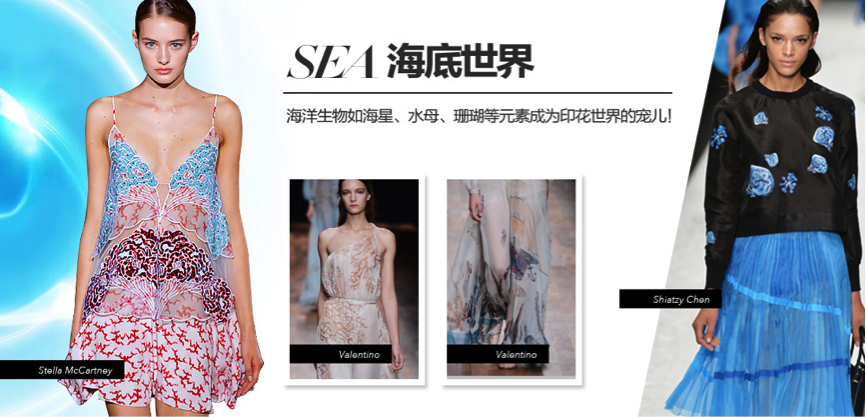 SEA 海底世界
海洋生物如海星、水母、珊瑚等元素成为印花世界的宠儿！
Stella McCartney
Valentino
Valentino
Shiatzy Chen